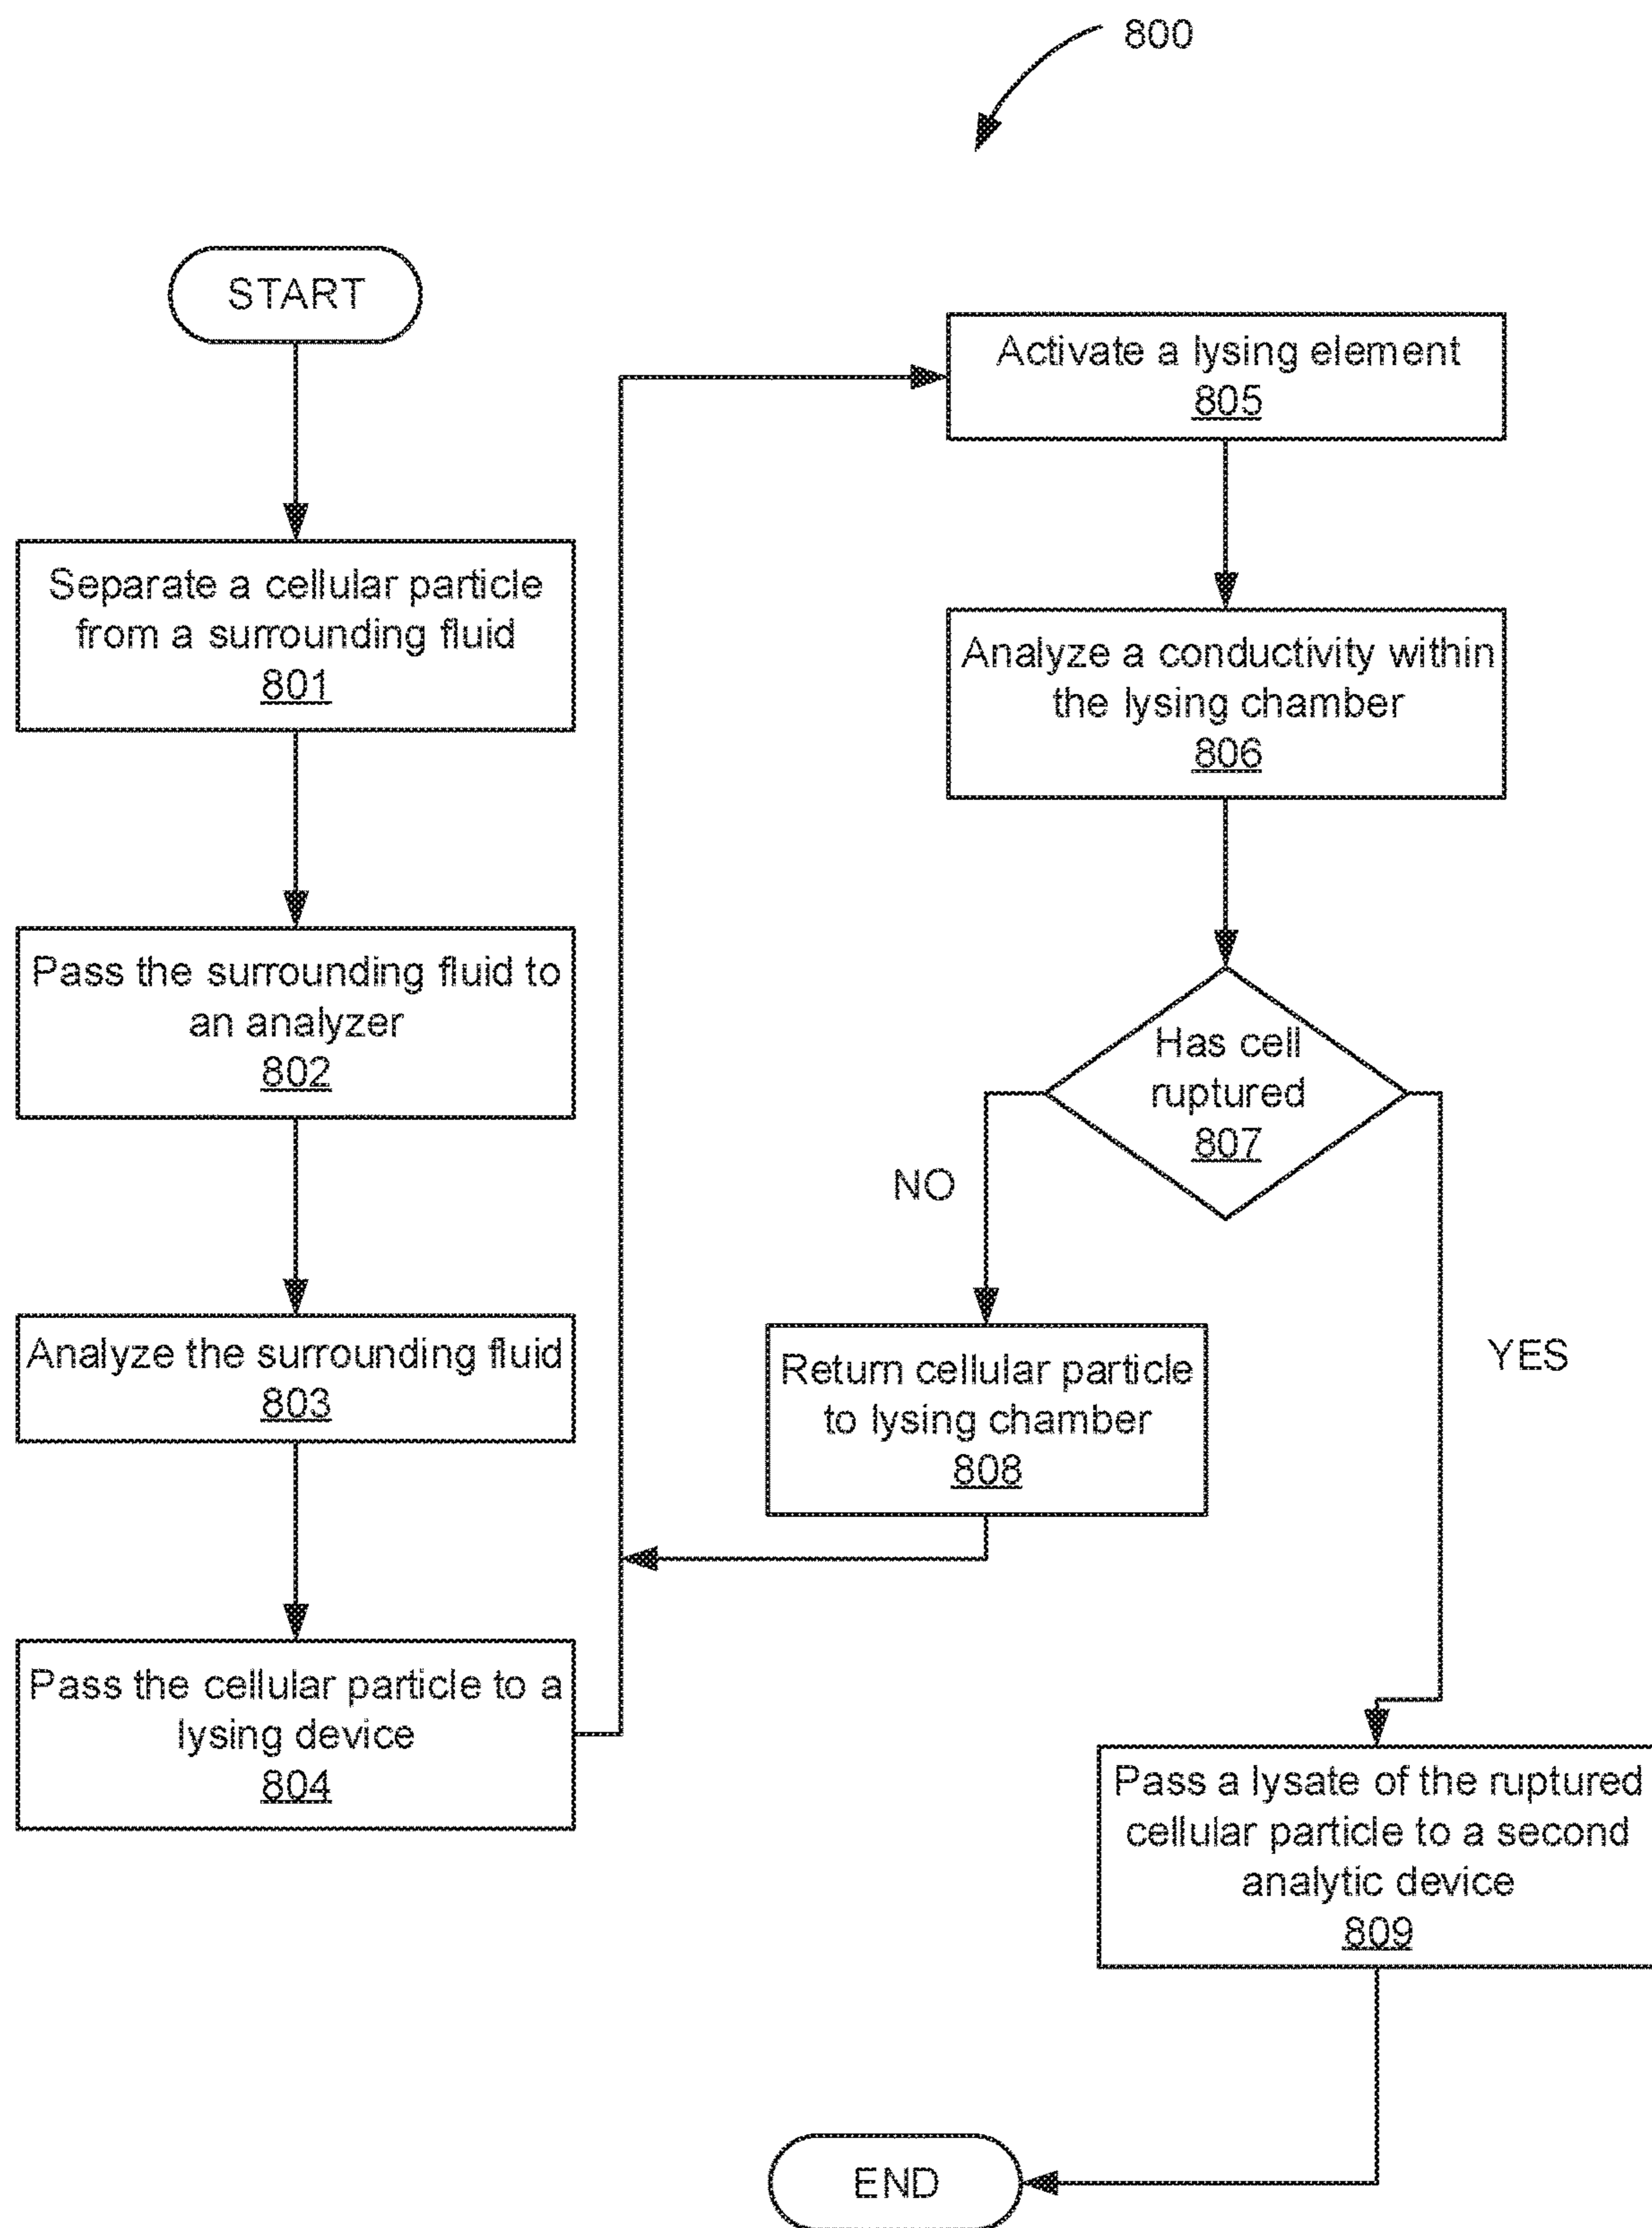 800
START
Separate a cellular particle
from a surrounding fluid
801
Pass the surrounding fluid to
an analyzer
802
Analyze the surrounding fluid
803
Pass the cellular particle to a
lysing device
804
Activate a lysing element
805
Analyze a conductivity within
the lysing chamber
806
Has cell
ruptured
807
NO
YES
Return cellular particle
to lysing chamber
808
Pass a lysate of the ruptured
cellular particle to a second
analytic device
809
END